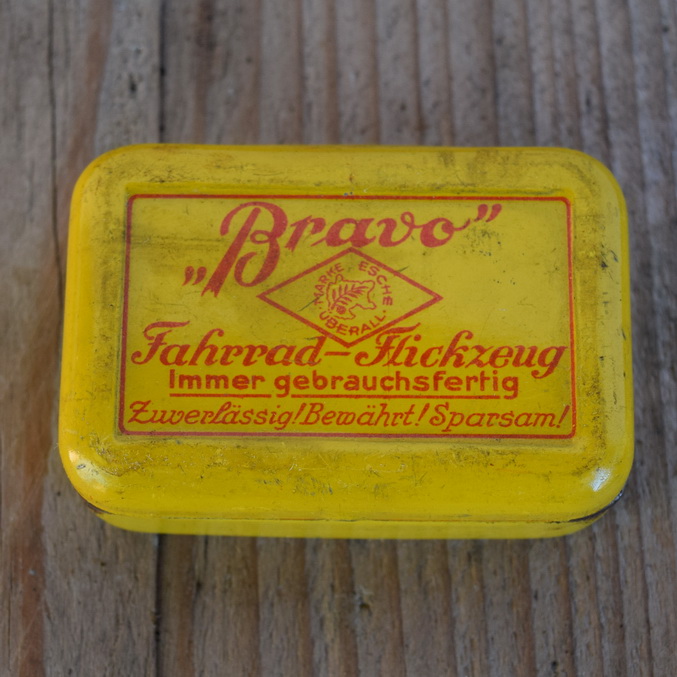 „Bravo”
MARKE ESCHE
ÜBERALL
Fahrrad-Flickzeug
Immer gebrauchsfertig
Zuverlässig! Bewährt! Sparsam!